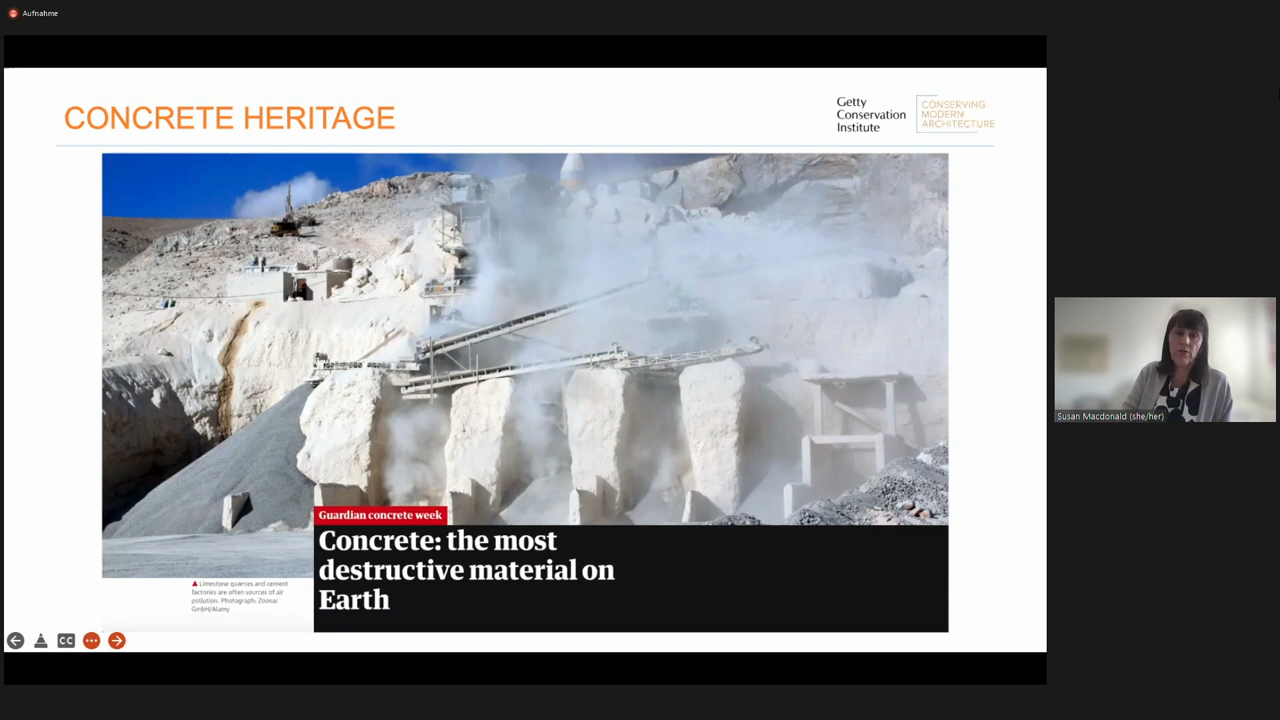 Aufnahme
CONCRETE HERITAGE
Getty
Conservation
Institute
CONSERVING
MODERN
ARCHITECTURE
Guardian concrete week
Concrete: the most
destructive material on
Earth
Limestone quarries and cement
factories are often sources of air
pollution. Photograph: Zoonar
GmbH/Alamy
CC
Susan Macdonald (she/her)